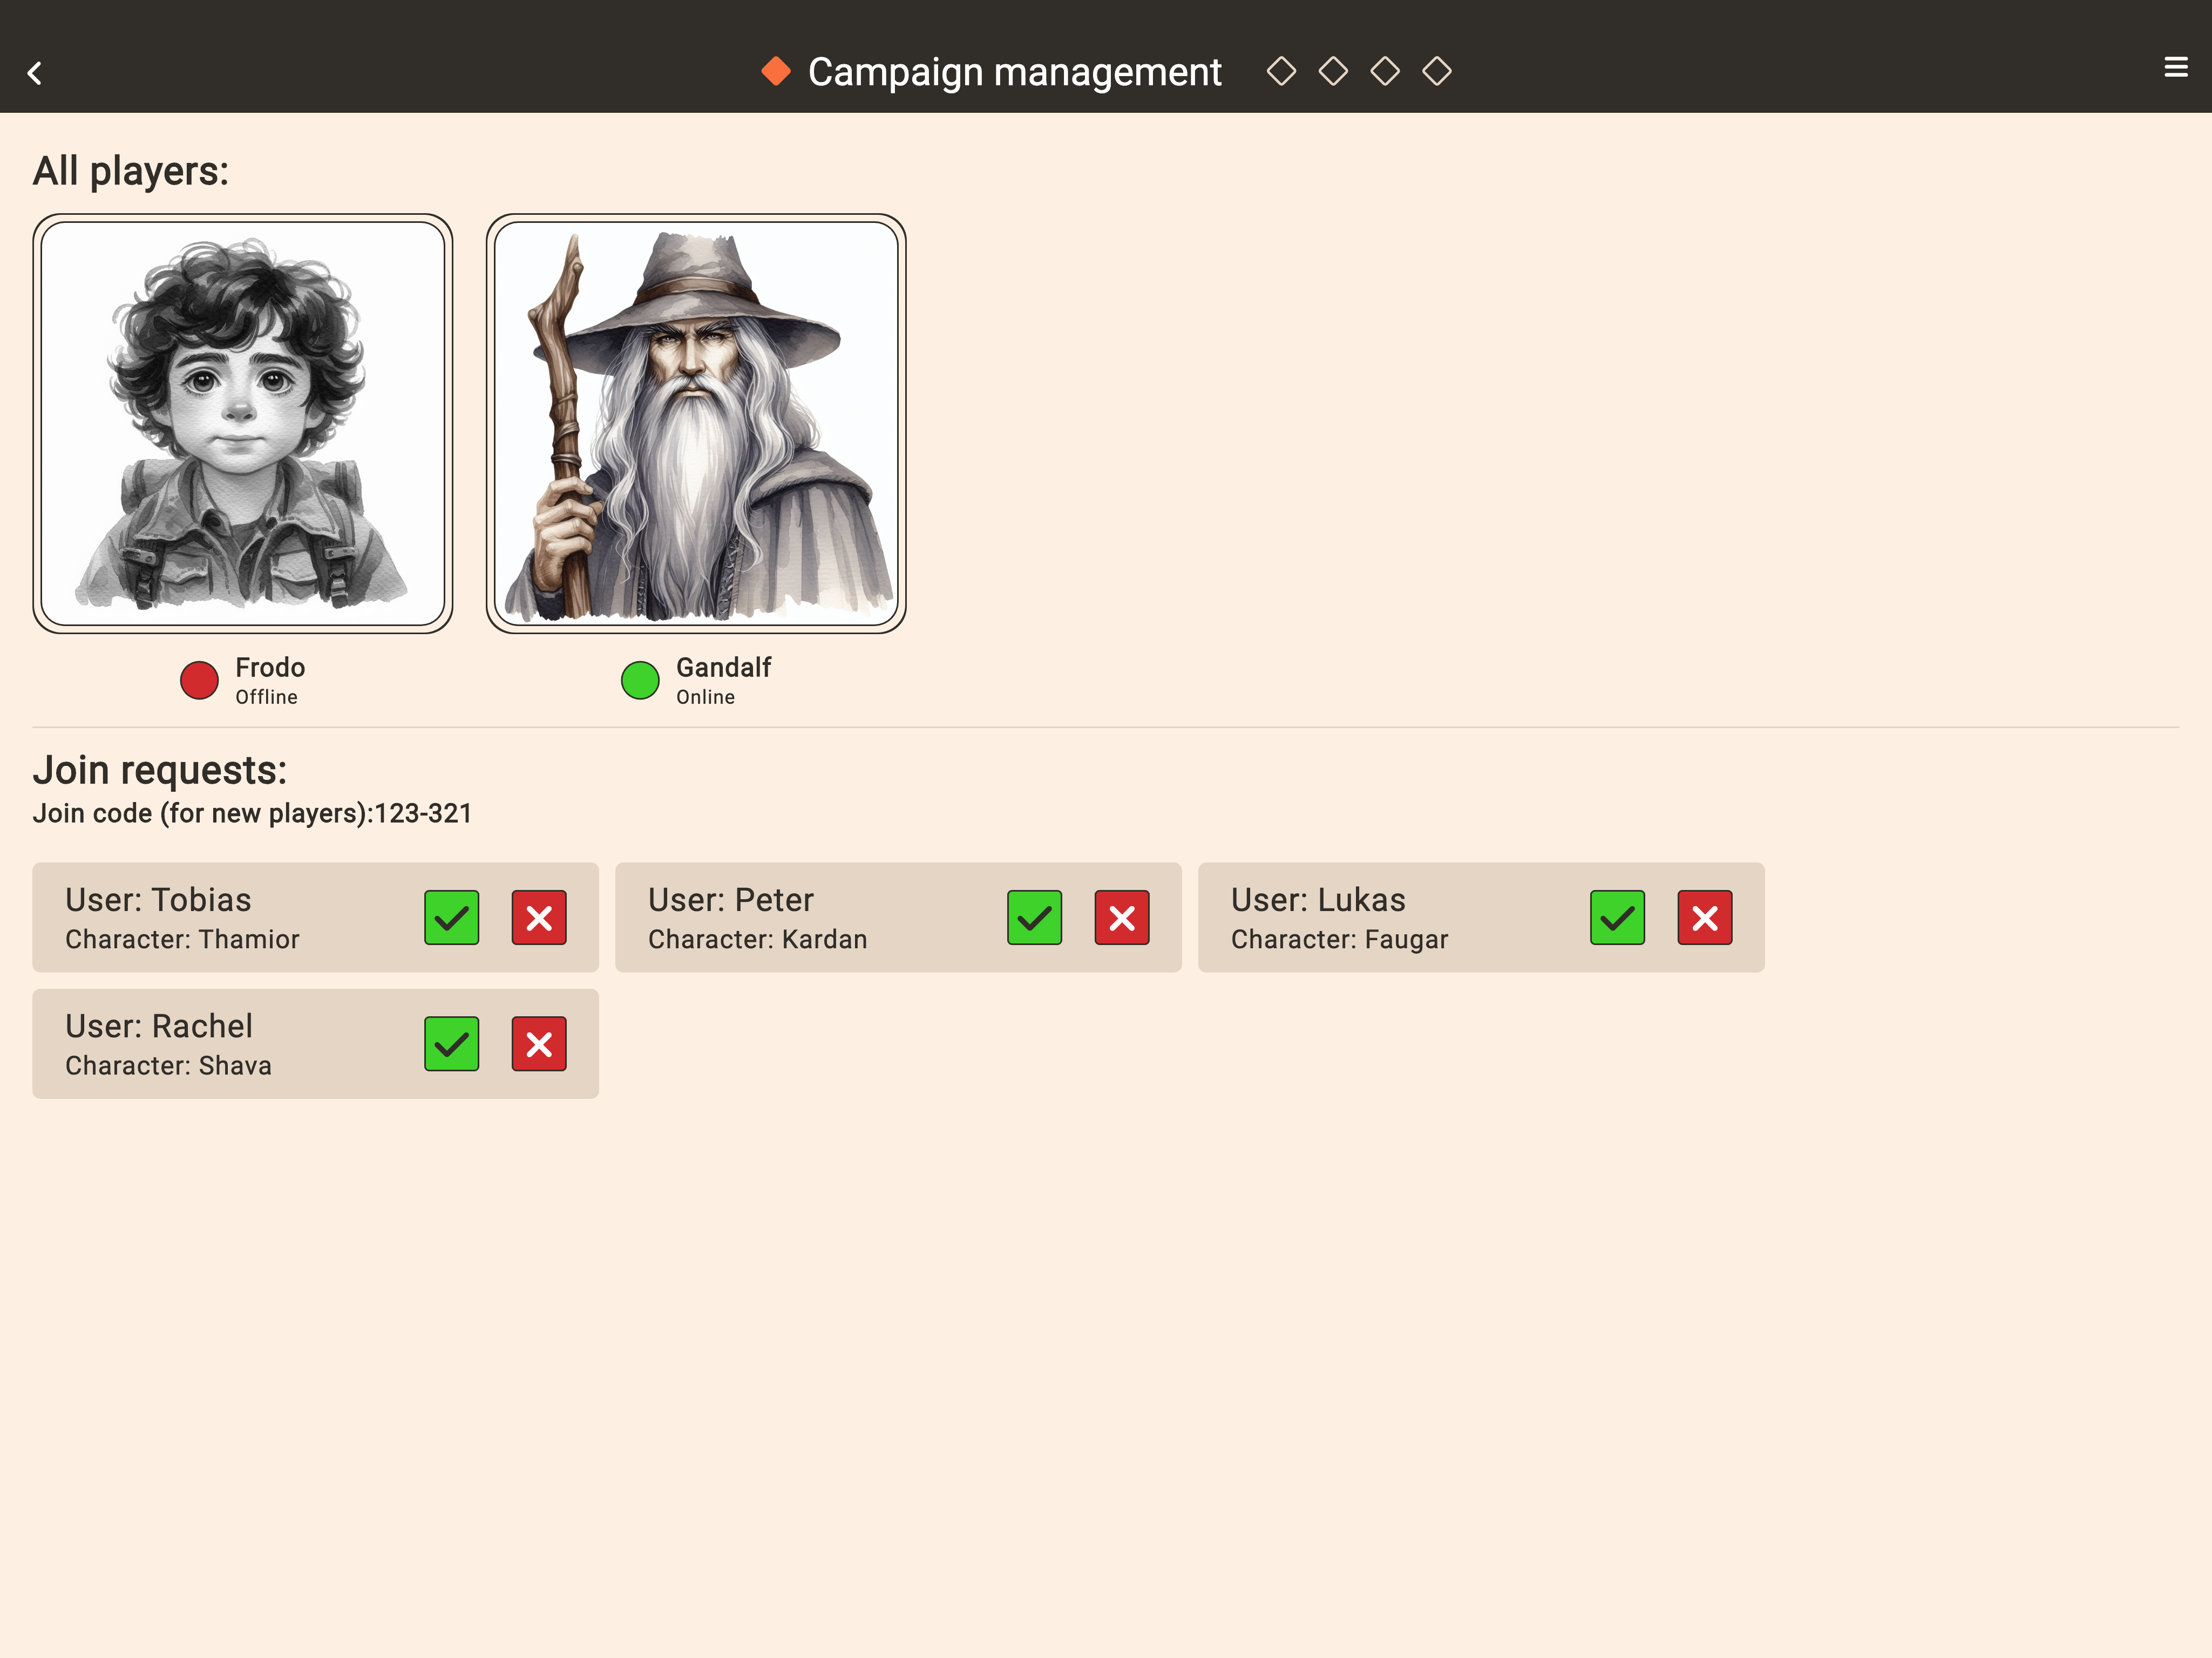 Campaign management
All players:
Frodo
Offline
Gandalf
Online
Join requests:
Join code (for new players):123-321
User: Tobias
Character: Thamior
User: Peter
Character: Kardan
User: Lukas
Character: Faugar
User: Rachel
Character: Shava